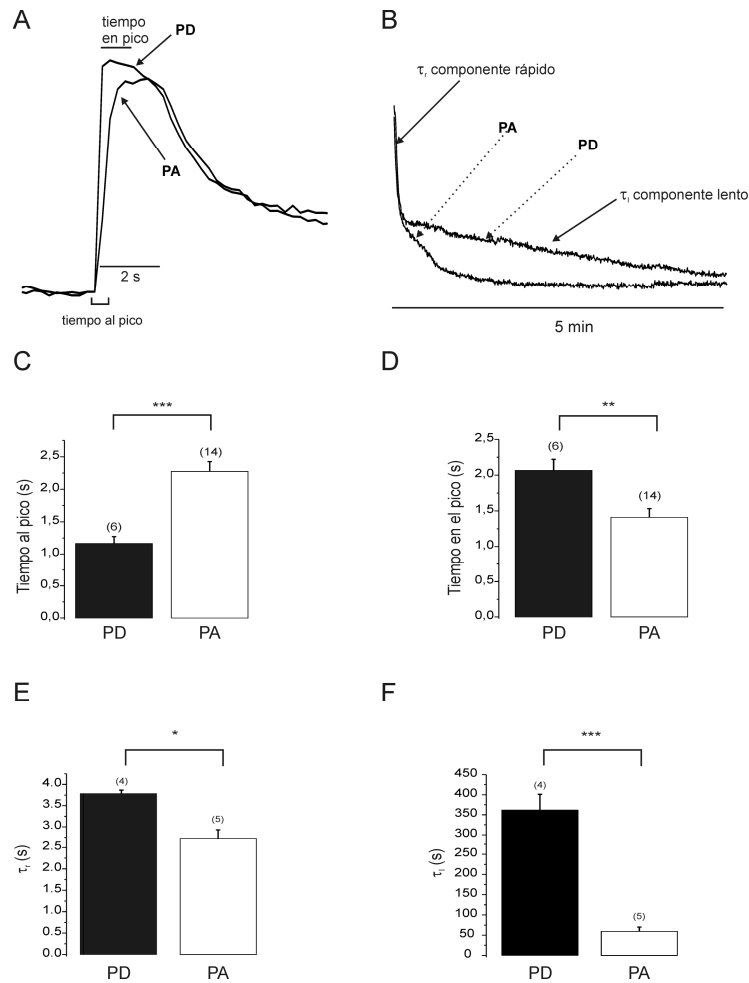 A
tiempo
en pico
PD
PA
2 s
tiempo al pico
B
τr componente rápido
PA
PD
τl componente lento
5 min
C
***
(6)
(14)
Tiempo al pico (s)
2,5
2,0
1,5
1,0
0,5
0,0
PD
PA
D
**
(6)
(14)
Tiempo en el pico (s)
2,5
2,0
1,5
1,0
0,5
0,0
PD
PA
E
*
(4)
(5)
τr (s)
4.0
3.5
3.0
2.5
2.0
1.5
1.0
0.5
0.0
PD
PA
F
***
(4)
(5)
τl (s)
450
400
350
300
250
200
150
100
50
0
PD
PA